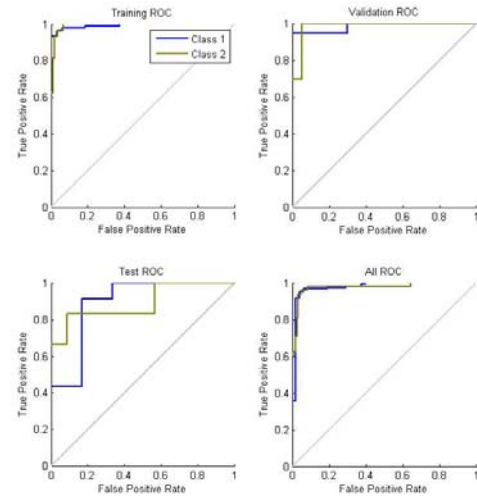 Training ROC
1
0.8
0.6
0.4
0.2
0
True Positive Rate
Class 1
Class 2
0 0.2 0.4 0.6 0.8 1
False Positive Rate
Validation ROC
1
0.8
0.6
0.4
0.2
0
True Positive Rate
0 0.2 0.4 0.6 0.8 1
False Positive Rate
Test ROC
1
0.8
0.6
0.4
0.2
0
True Positive Rate
0 0.2 0.4 0.6 0.8 1
False Positive Rate
All ROC
1
0.8
0.6
0.4
0.2
0
True Positive Rate
0 0.2 0.4 0.6 0.8 1
False Positive Rate